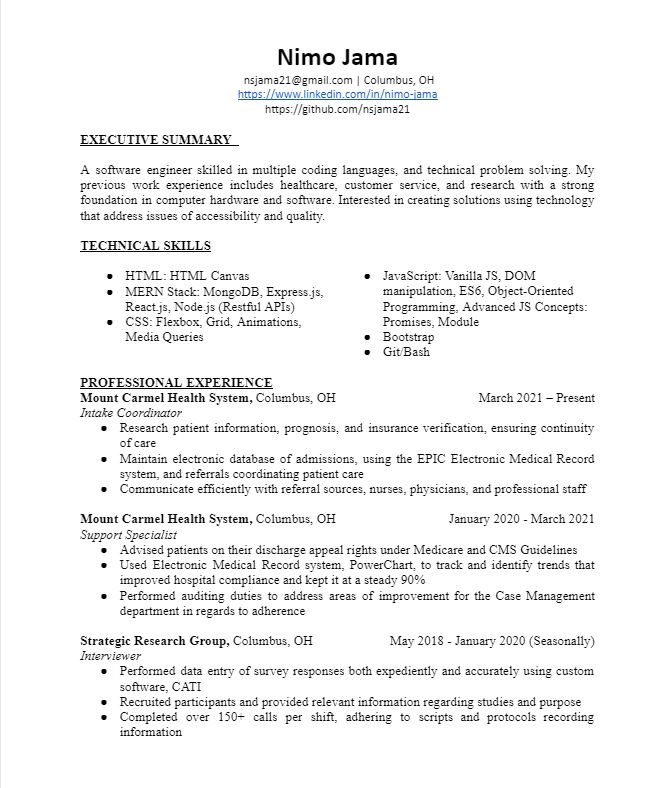 Nimo Jama
nsjama21@gmail.com | Columbus, OH
https://www.linkedin.com/in/nimo-jama
https://github.com/nsjama21
EXECUTIVE SUMMARY
A software engineer skilled in multiple coding languages, and technical problem solving. My
previous work experience includes healthcare, customer service, and research with a strong
foundation in computer hardware and software. Interested in creating solutions using technology
that address issues of accessibility and quality.
TECHNICAL SKILLS
● HTML: HTML Canvas
● MERN Stack: MongoDB, Express.js,
React.js, Node.js (Restful APIs)
● CSS: Flexbox, Grid, Animations,
Media Queries
● JavaScript: Vanilla JS, DOM
manipulation, ES6, Object-Oriented
Programming, Advanced JS Concepts:
Promises, Module
● Bootstrap
● Git/Bash
PROFESSIONAL EXPERIENCE
Mount Carmel Health System, Columbus, OH March 2021 – Present
Intake Coordinator
● Research patient information, prognosis, and insurance verification, ensuring continuity
of care
● Maintain electronic database of admissions, using the EPIC Electronic Medical Record
system, and referrals coordinating patient care
● Communicate efficiently with referral sources, nurses, physicians, and professional staff
Mount Carmel Health System, Columbus, OH January 2020 - March 2021
Support Specialist
● Advised patients on their discharge appeal rights under Medicare and CMS Guidelines
● Used Electronic Medical Record system, PowerChart, to track and identify trends that
improved hospital compliance and kept it at a steady 90%
● Performed auditing duties to address areas of improvement for the Case Management
department in regards to adherence
Strategic Research Group, Columbus, OH May 2018 - January 2020 (Seasonally)
Interviewer
● Performed data entry of survey responses both expediently and accurately using custom
software, CATI
● Recruited participants and provided relevant information regarding studies and purpose
● Completed over 150+ calls per shift, adhering to scripts and protocols recording
information